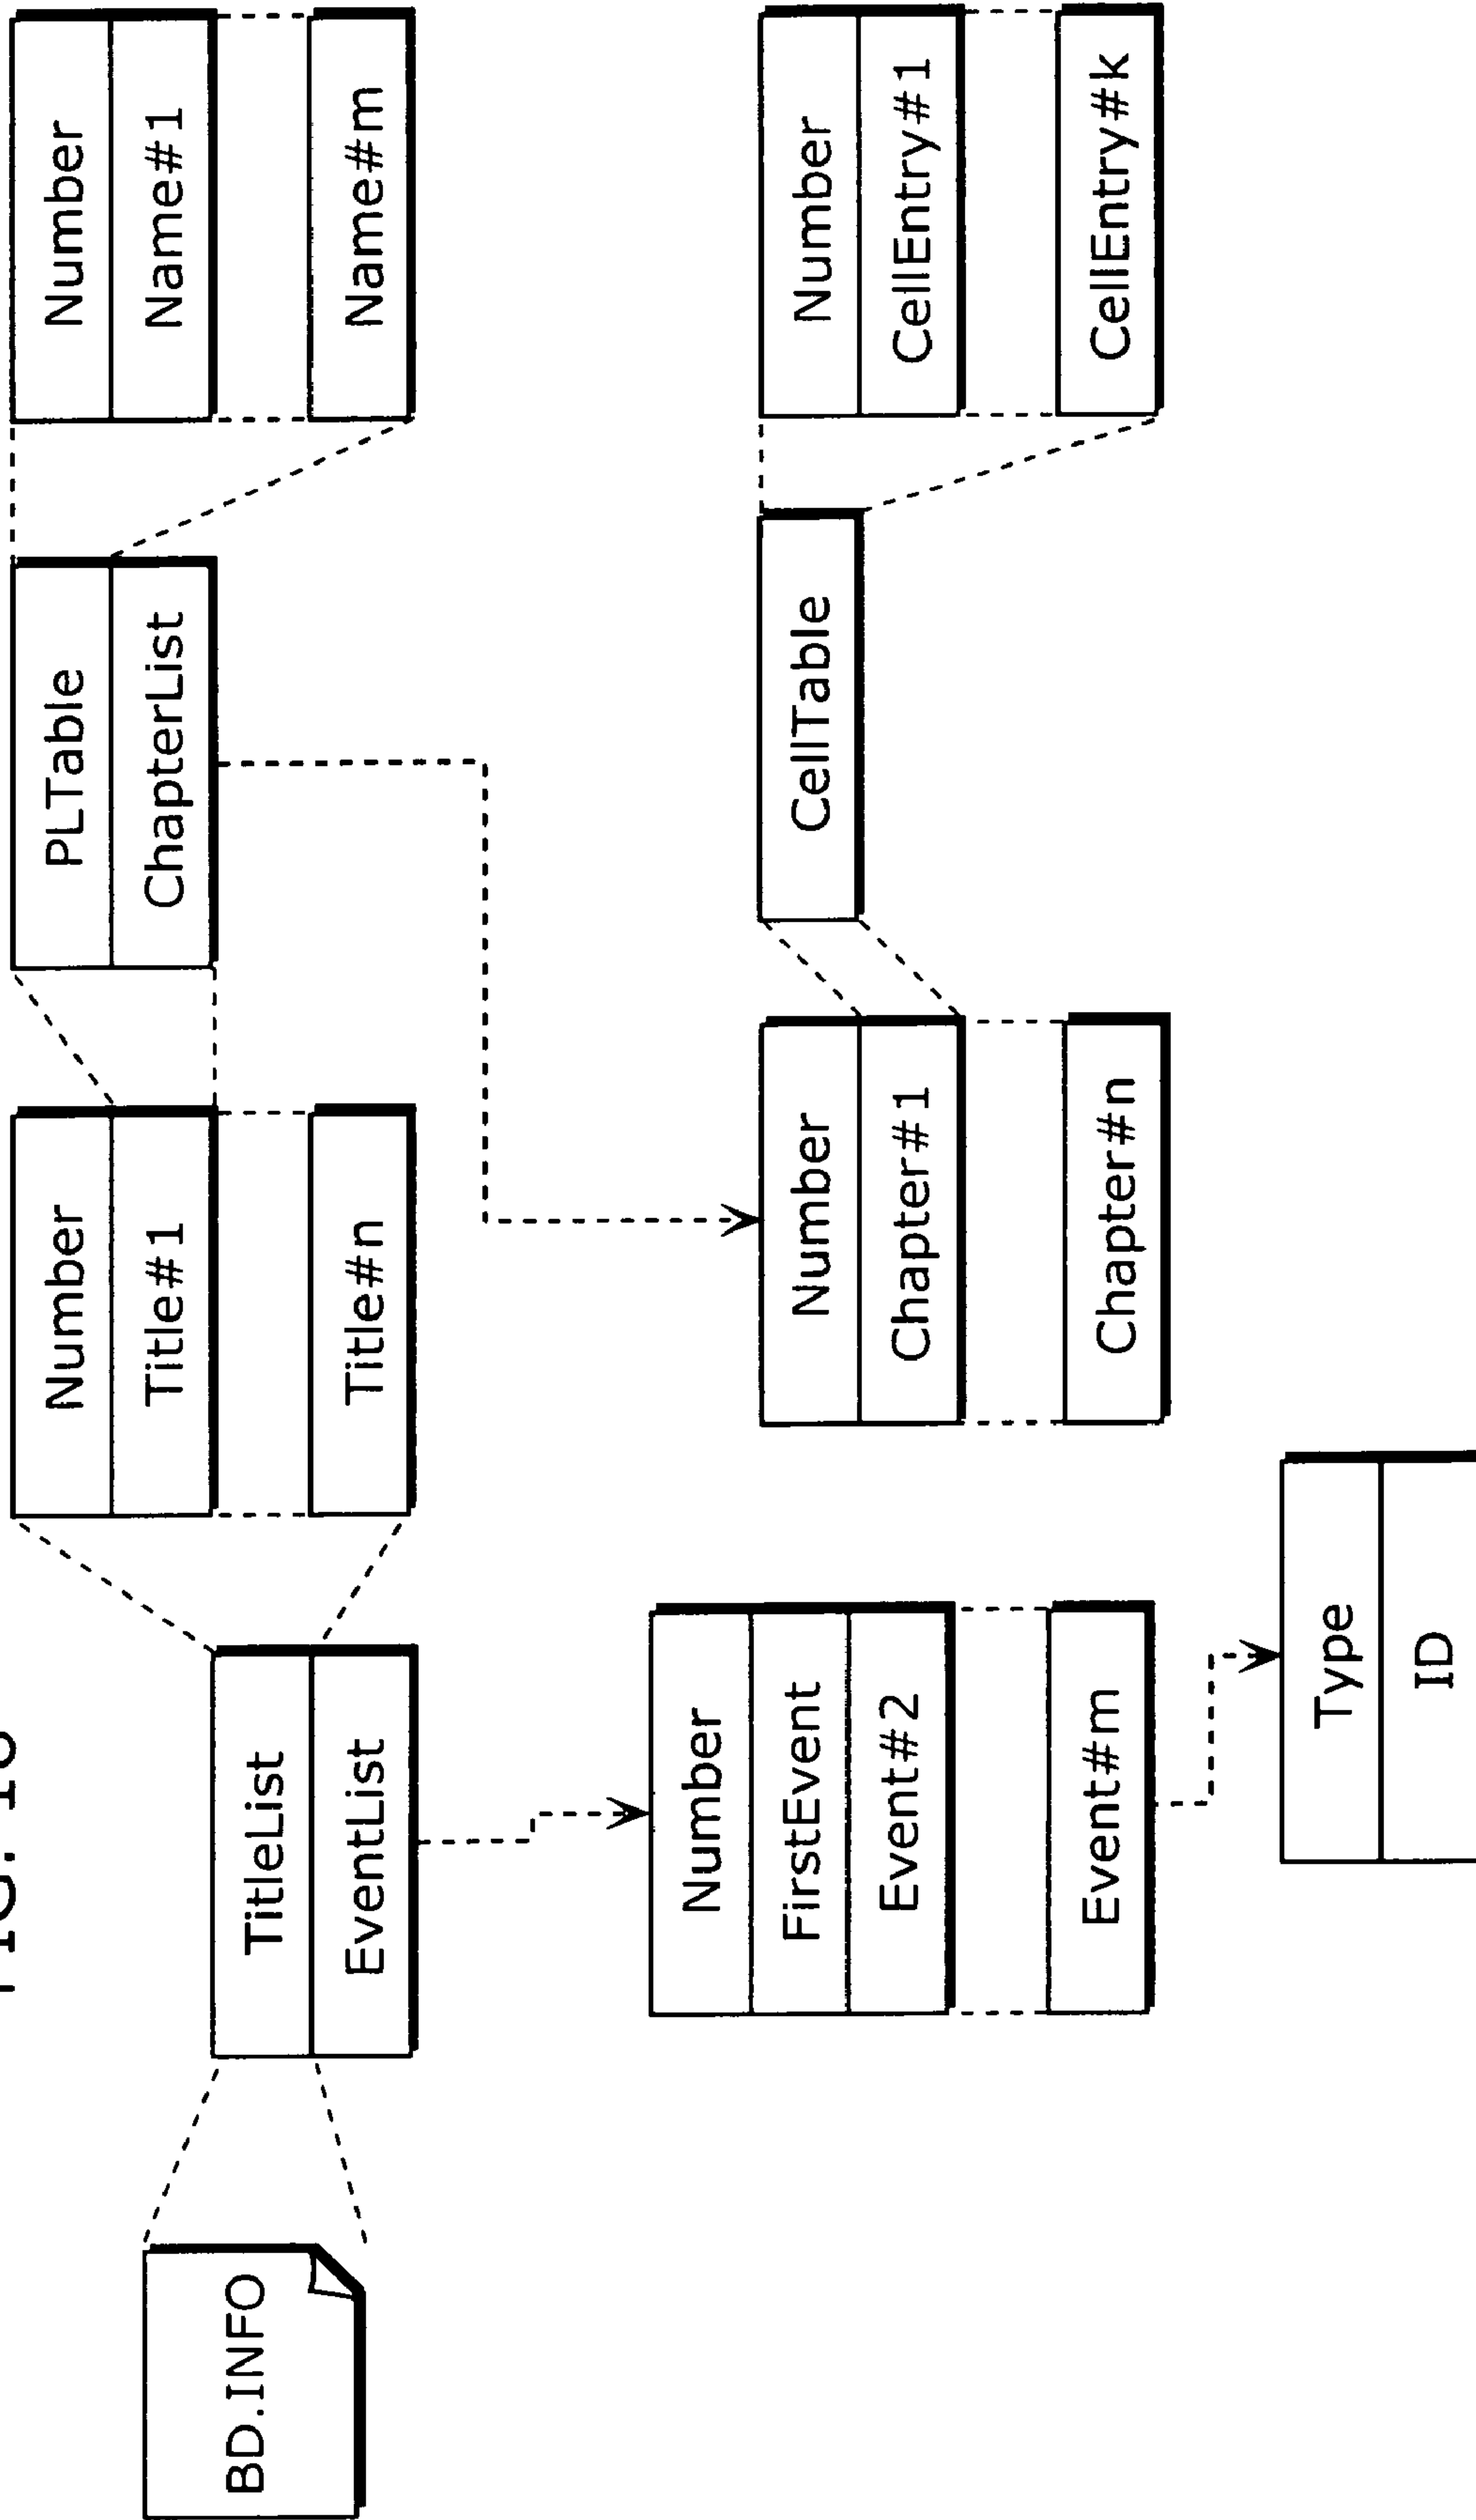 BD.INFO
TitleList
EventList
Number
Title#1
Title#n
PLTable
ChapterList
Number
Name#1
Name#m
Number
FirstEvent
Event#2
Event#m
Type
ID
Number
Chapter#1
Chapter#n
CellTable
Number
CellEntry#1
CellEntry#k